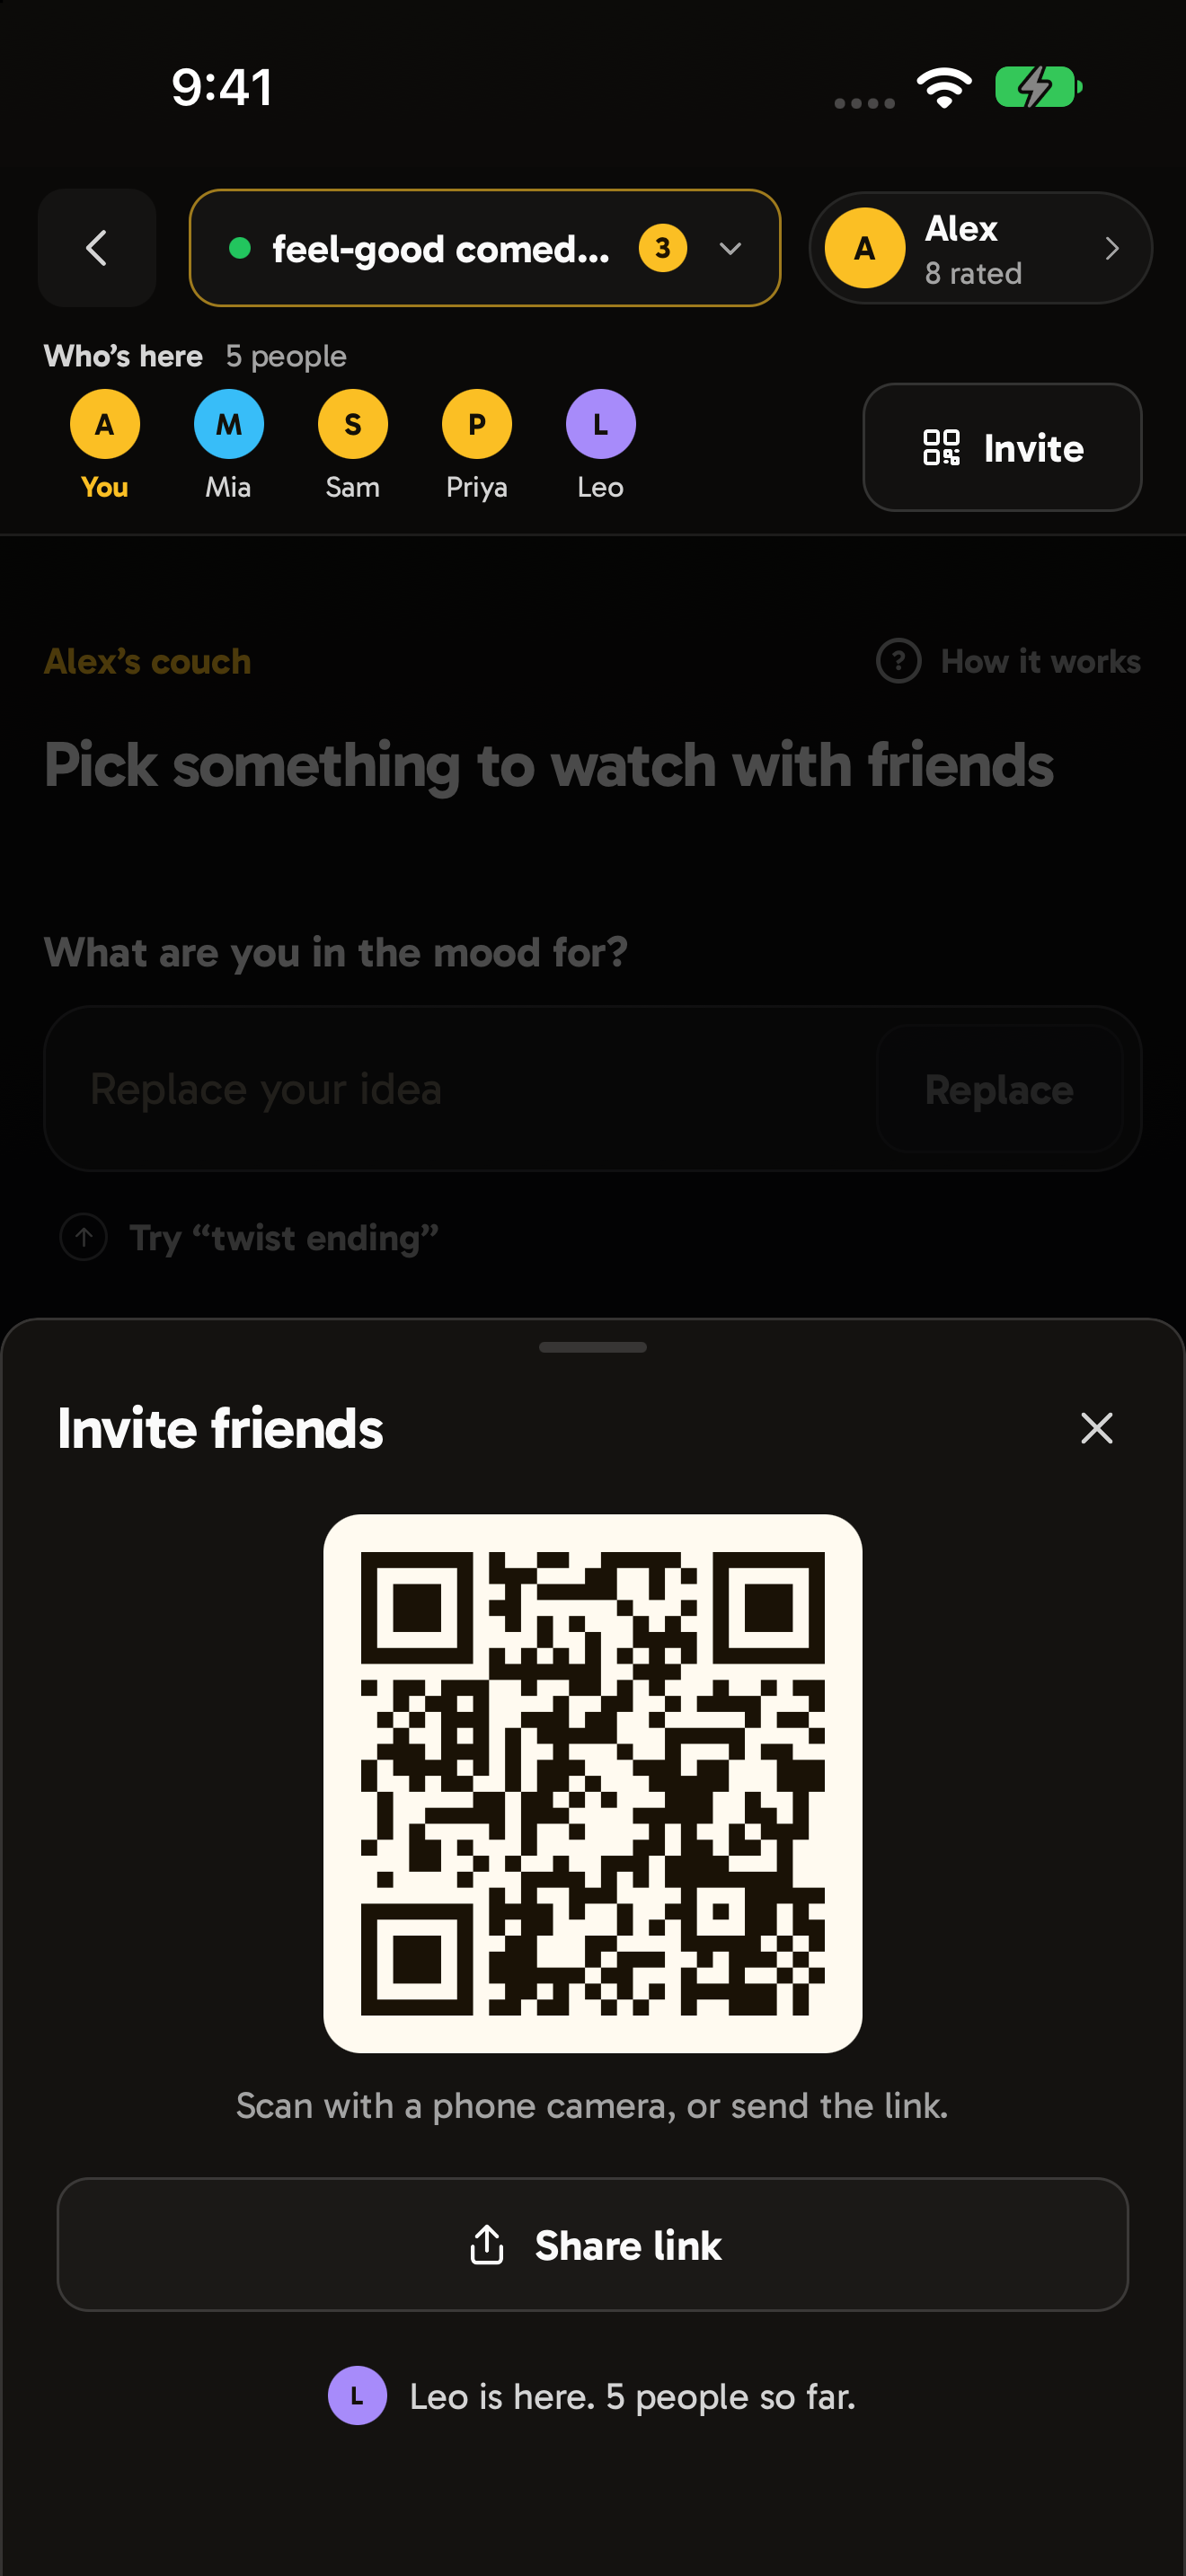 9:41
feel-good comed... 3
A Alex
8 rated
Who's here 5 people
A M S P L
You Mia Sam Priya Leo
Invite
Alex's couch
? How it works
Pick something to watch with friends
What are you in the mood for?
Replace your idea Replace
Try “twist ending”
Invite friends
Scan with a phone camera, or send the link.
Share link
L Leo is here. 5 people so far.